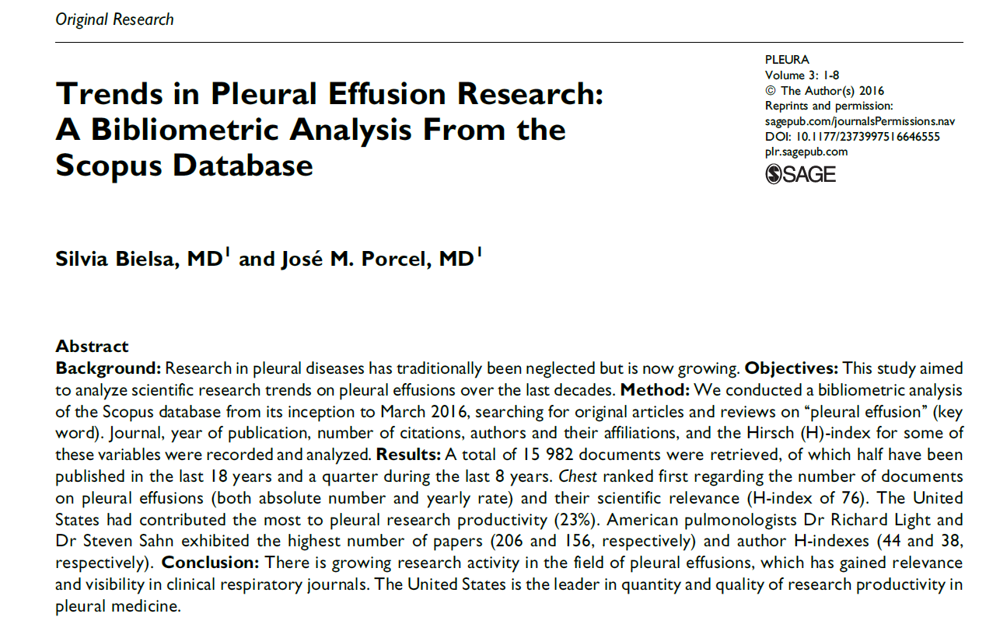 Original Research
Trends in Pleural Effusion Research:
A Bibliometric Analysis From the
Scopus Database
PLEURA
Volume 3: 1-8
© The Author(s) 2016
Reprints and permission:
sagepub.com/journalsPermissions.nav
DOI: 10.1177/2373997516646555
plr.sagepub.com
SAGE
Silvia Bielsa, MD1 and José M. Porcel, MD1
Abstract
Background: Research in pleural diseases has traditionally been neglected but is now growing. Objectives: This study aimed
to analyze scientific research trends on pleural effusions over the last decades. Method: We conducted a bibliometric analysis
of the Scopus database from its inception to March 2016, searching for original articles and reviews on “pleural effusion” (key
word). Journal, year of publication, number of citations, authors and their affiliations, and the Hirsch (H)-index for some of
these variables were recorded and analyzed. Results: A total of 15 982 documents were retrieved, of which half have been
published in the last 18 years and a quarter during the last 8 years. Chest ranked first regarding the number of documents
on pleural effusions (both absolute number and yearly rate) and their scientific relevance (H-index of 76). The United
States had contributed the most to pleural research productivity (23%). American pulmonologists Dr Richard Light and
Dr Steven Sahn exhibited the highest number of papers (206 and 156, respectively) and author H-indexes (44 and 38,
respectively). Conclusion: There is growing research activity in the field of pleural effusions, which has gained relevance
and visibility in clinical respiratory journals. The United States is the leader in quantity and quality of research productivity in
pleural medicine.